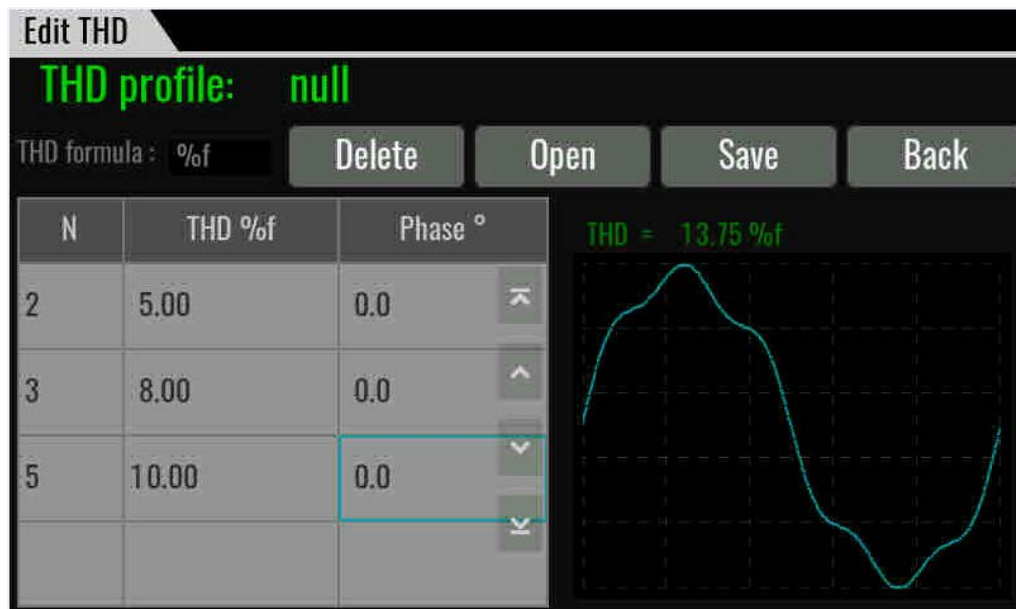 Edit THD
THD profile: null
THD formula : %f Delete Open Save Back
N THD %f Phase °
THD = 13.75 %f
2 5.00 0.0
3 8.00 0.0
5 10.00 0.0